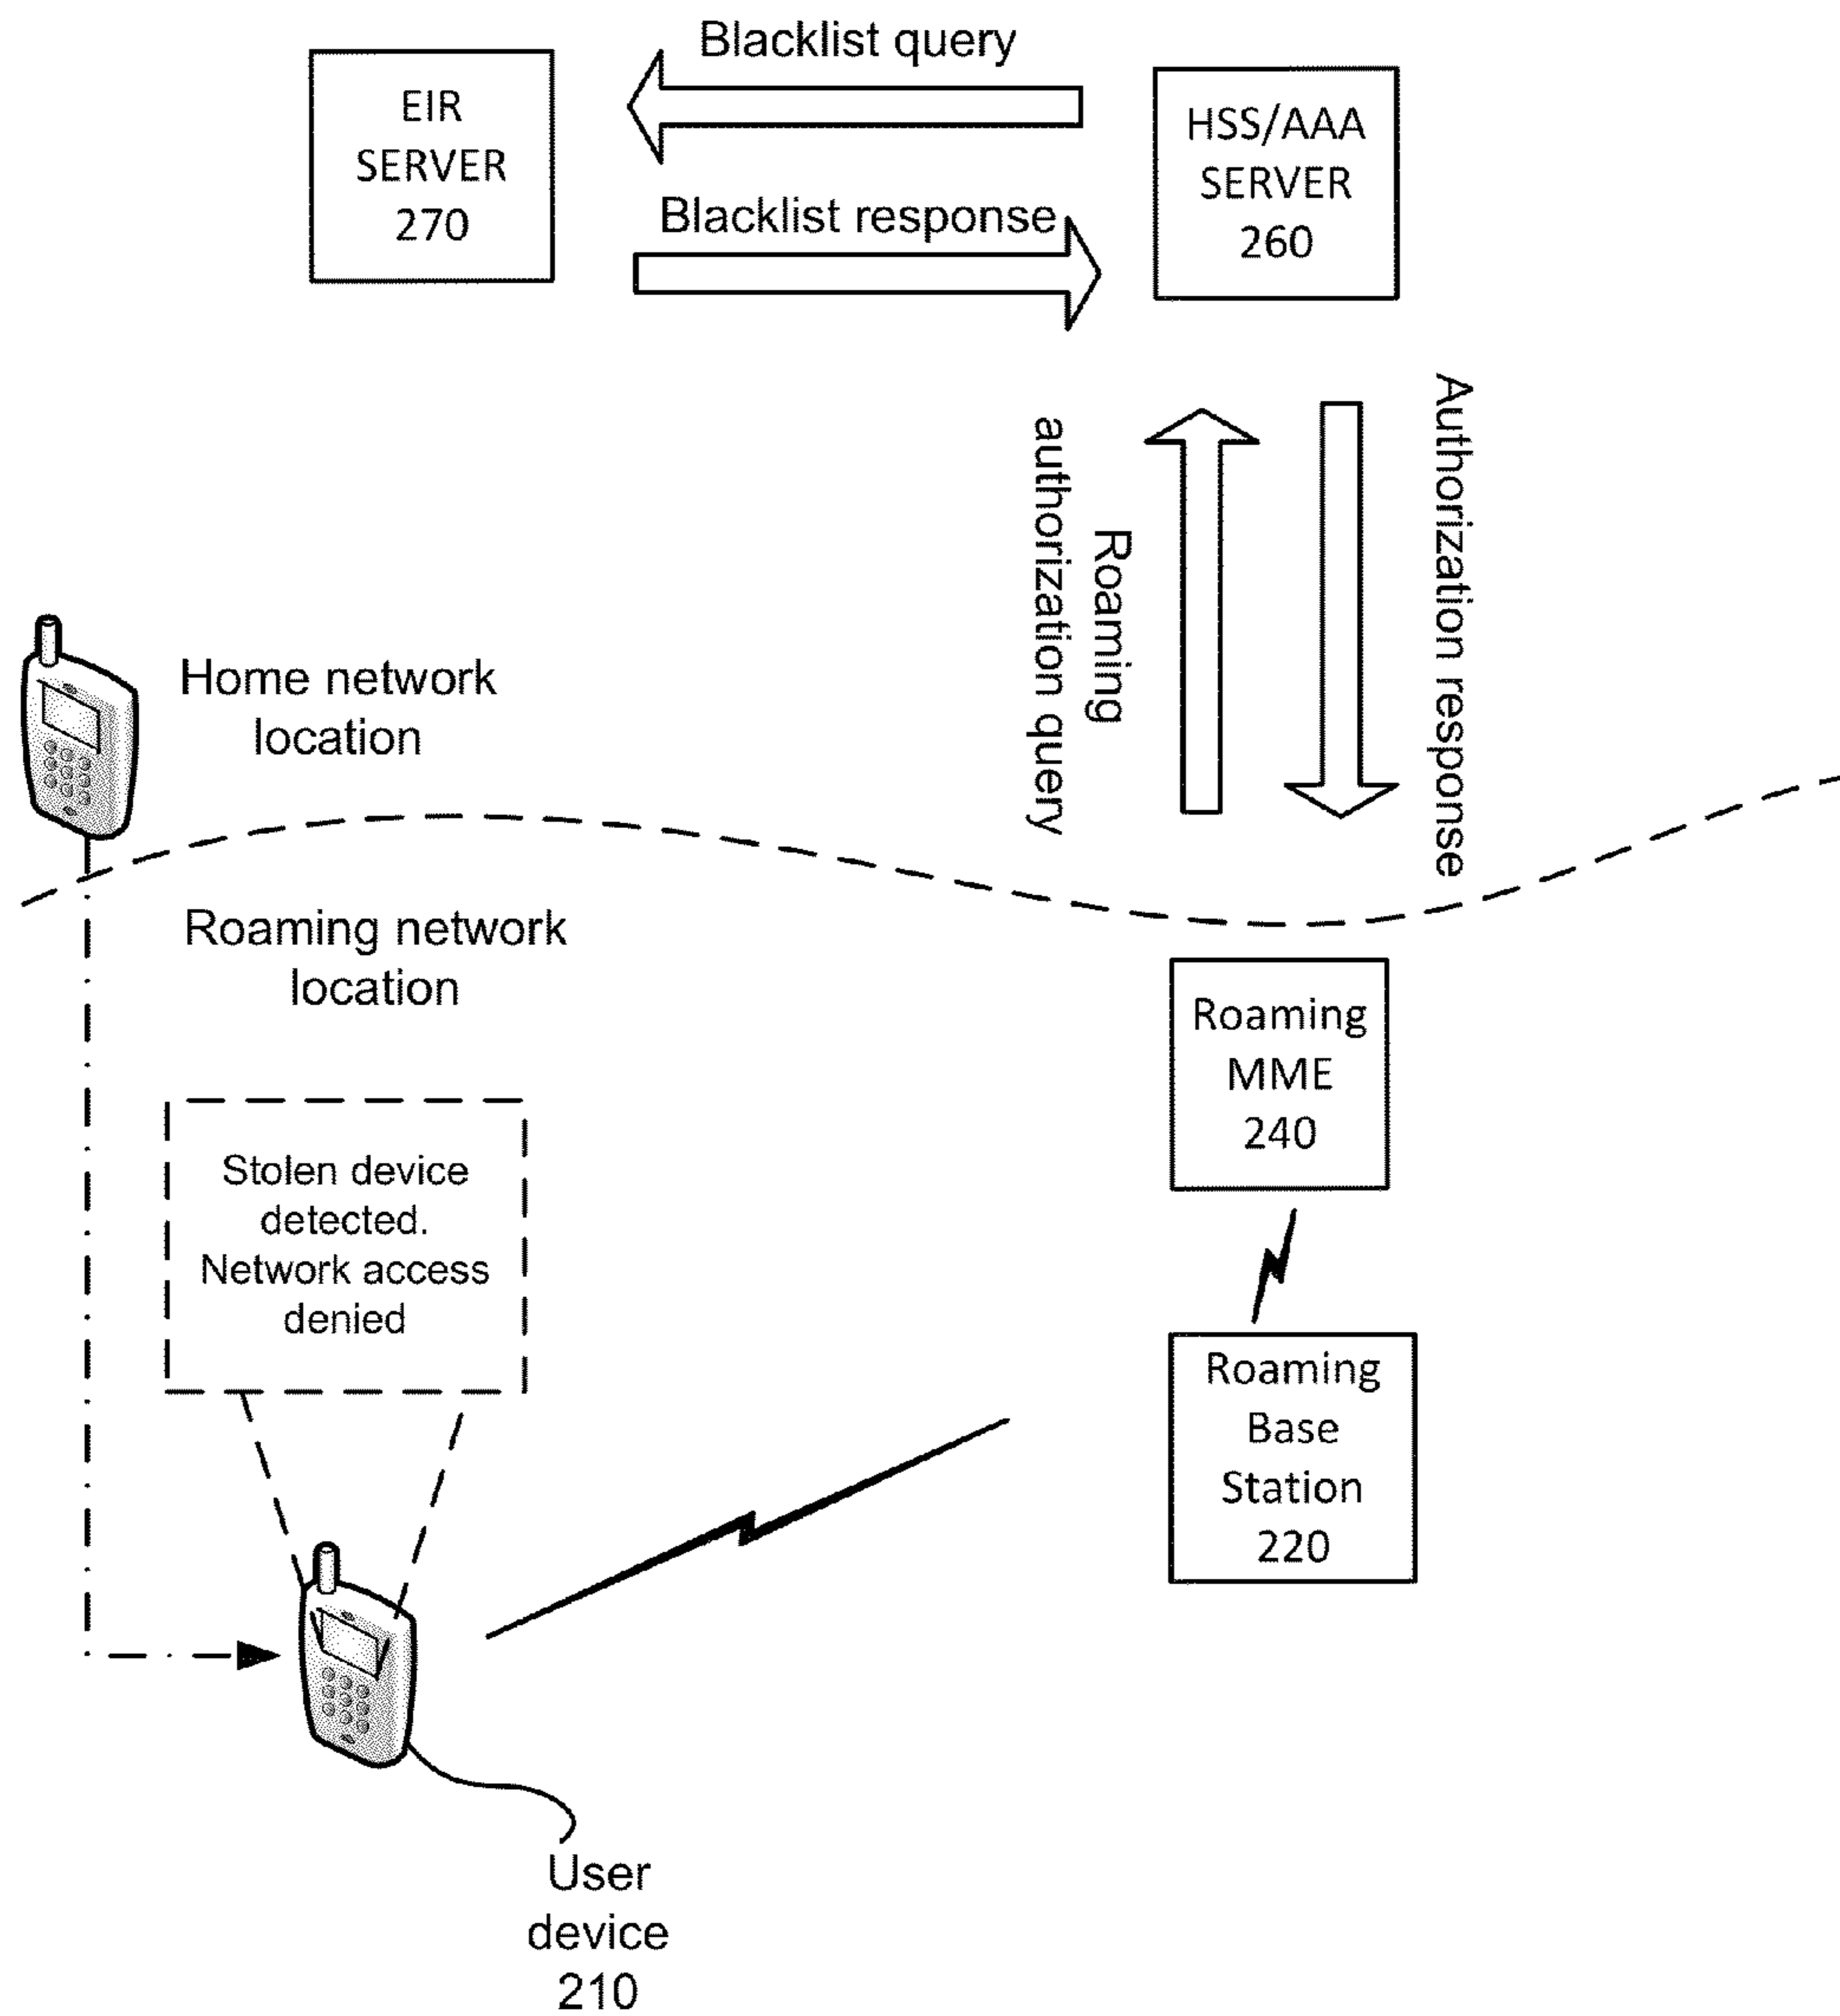 Blacklist query
EIR
SERVER
270
HSS/AAA
SERVER
260
Blacklist response
Roaming
authorization query
Authorization response
Home network
location
Roaming network
location
Roaming
MME
240
Stolen device
detected.
Network access
denied
Roaming
Base
Station
220
User
device
210